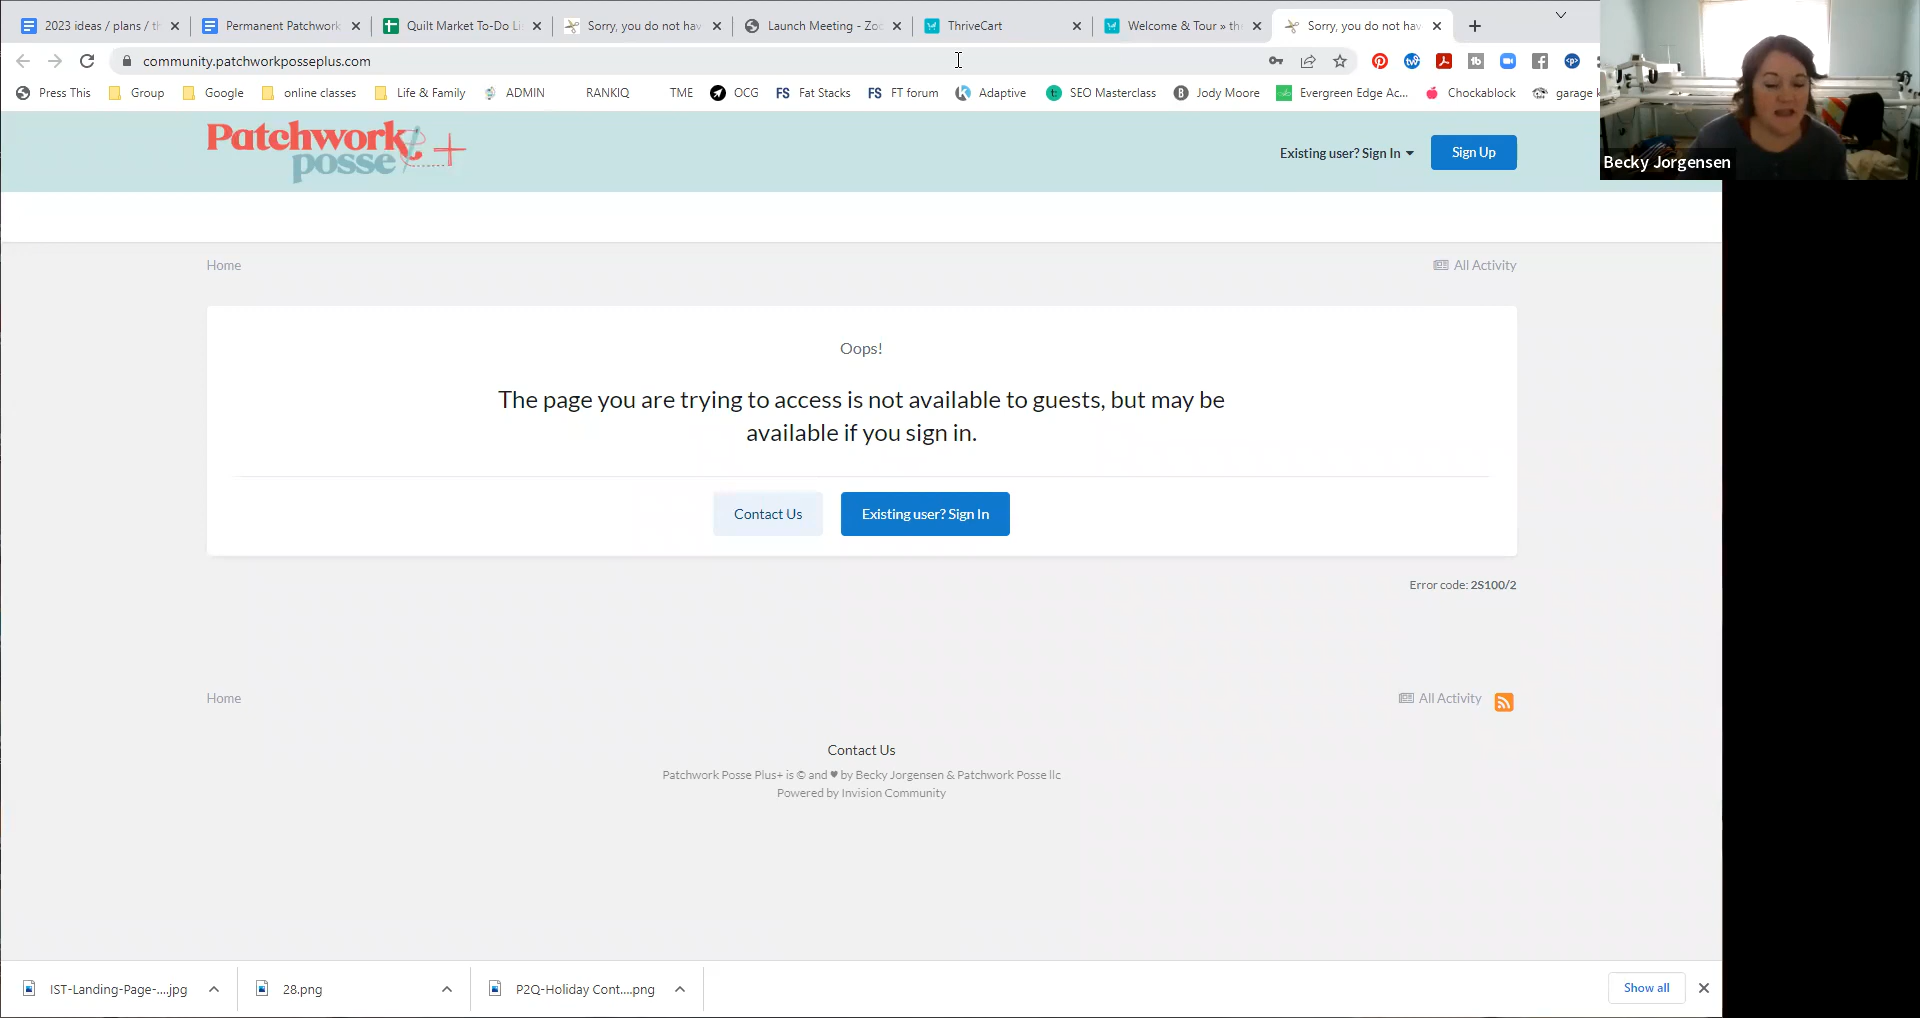 2023 ideas / plans / th
Permanent Patchwork
Quilt Market To-Do Li
Sorry, you do not hav
Launch Meeting - Zoo
ThriveCart
Welcome & Tour » th
Sorry, you do not hav
community.patchworkposseplus.com
Press This
Group
Google
online classes
Life & Family
ADMIN
RANKIQ
TME
OCG
FS Fat Stacks
FS FT forum
Adaptive
SEO Masterclass
B Jody Moore
Evergreen Edge Ac...
Chockablock
garage k
Becky Jorgensen
Patchwork
posse
Existing user? Sign In
Sign Up
Home
All Activity
Oops!
The page you are trying to access is not available to guests, but may be
available if you sign in.
Contact Us
Existing user? Sign In
Error code: 2S100/2
Home
All Activity
Contact Us
Patchwork Posse Plus+ is © and ♥ by Becky Jorgensen & Patchwork Posse llc
Powered by Invision Community
IST-Landing-Page-....jpg
28.png
P2Q-Holiday Cont....png
Show all